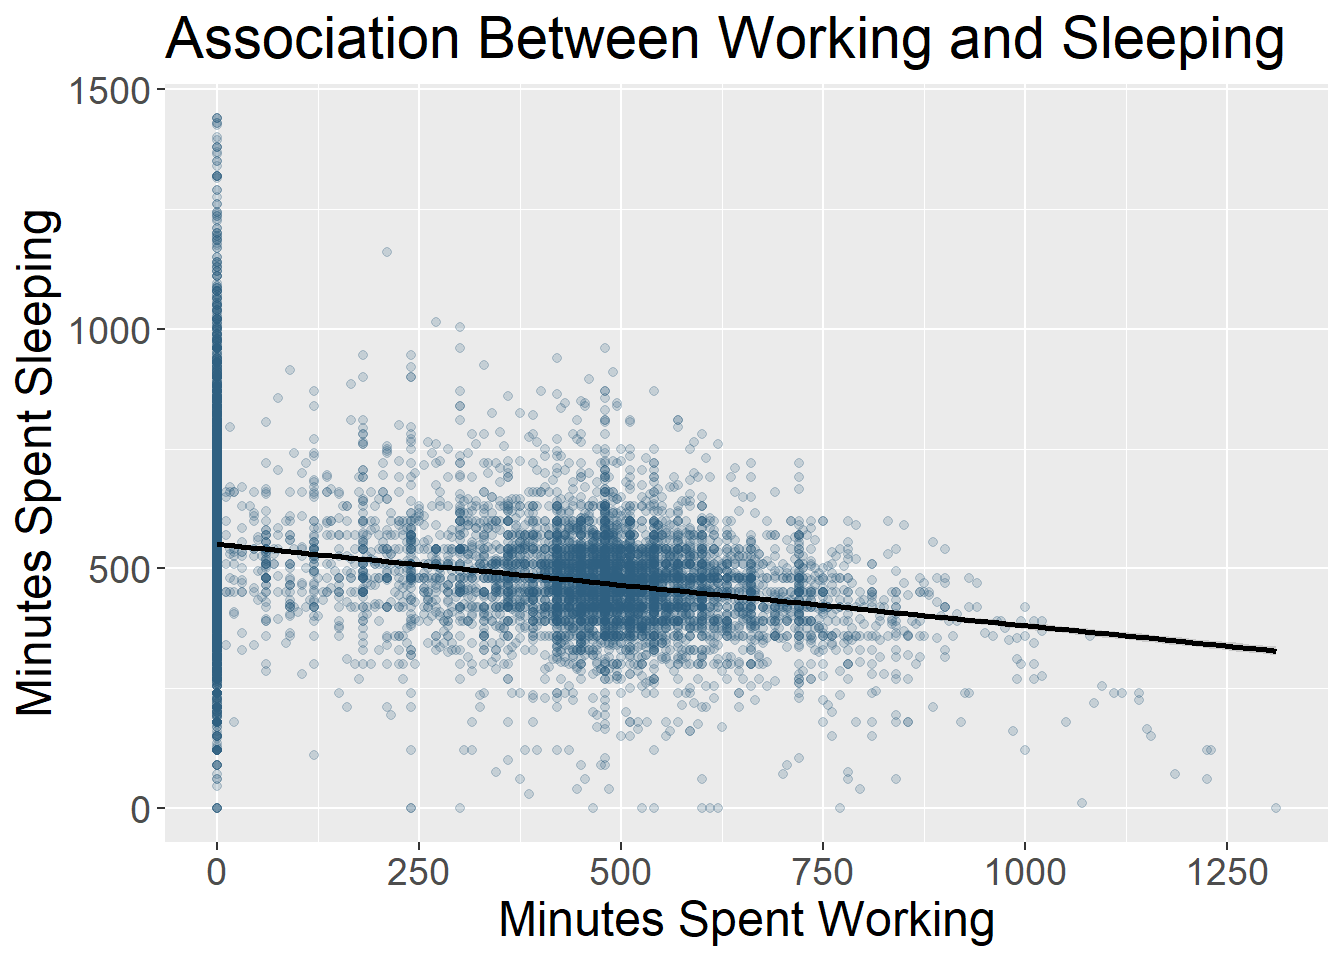 Association Between Working and Sleeping
Minutes Spent Sleeping
1500
1000
500
0
0 250 500 750 1000 1250
Minutes Spent Working